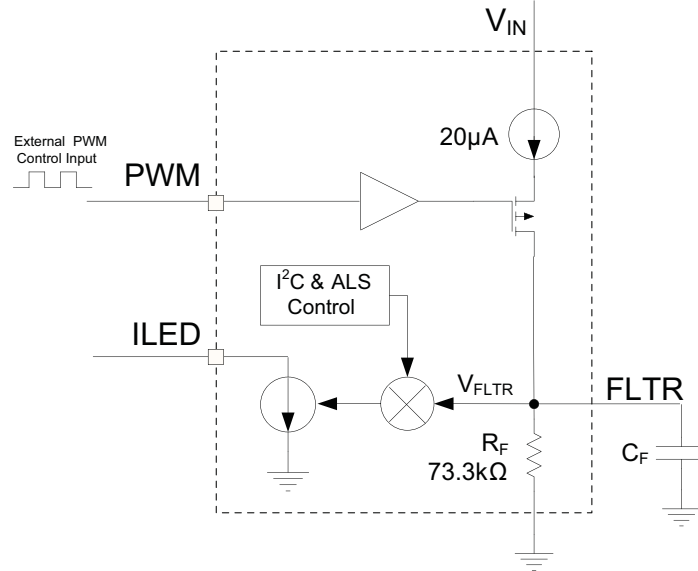 V_IN
20μA
External PWM
Control Input
PWM
I²C & ALS
Control
ILED
V_FLTR
FLTR
R_F
73.3kΩ
C_F